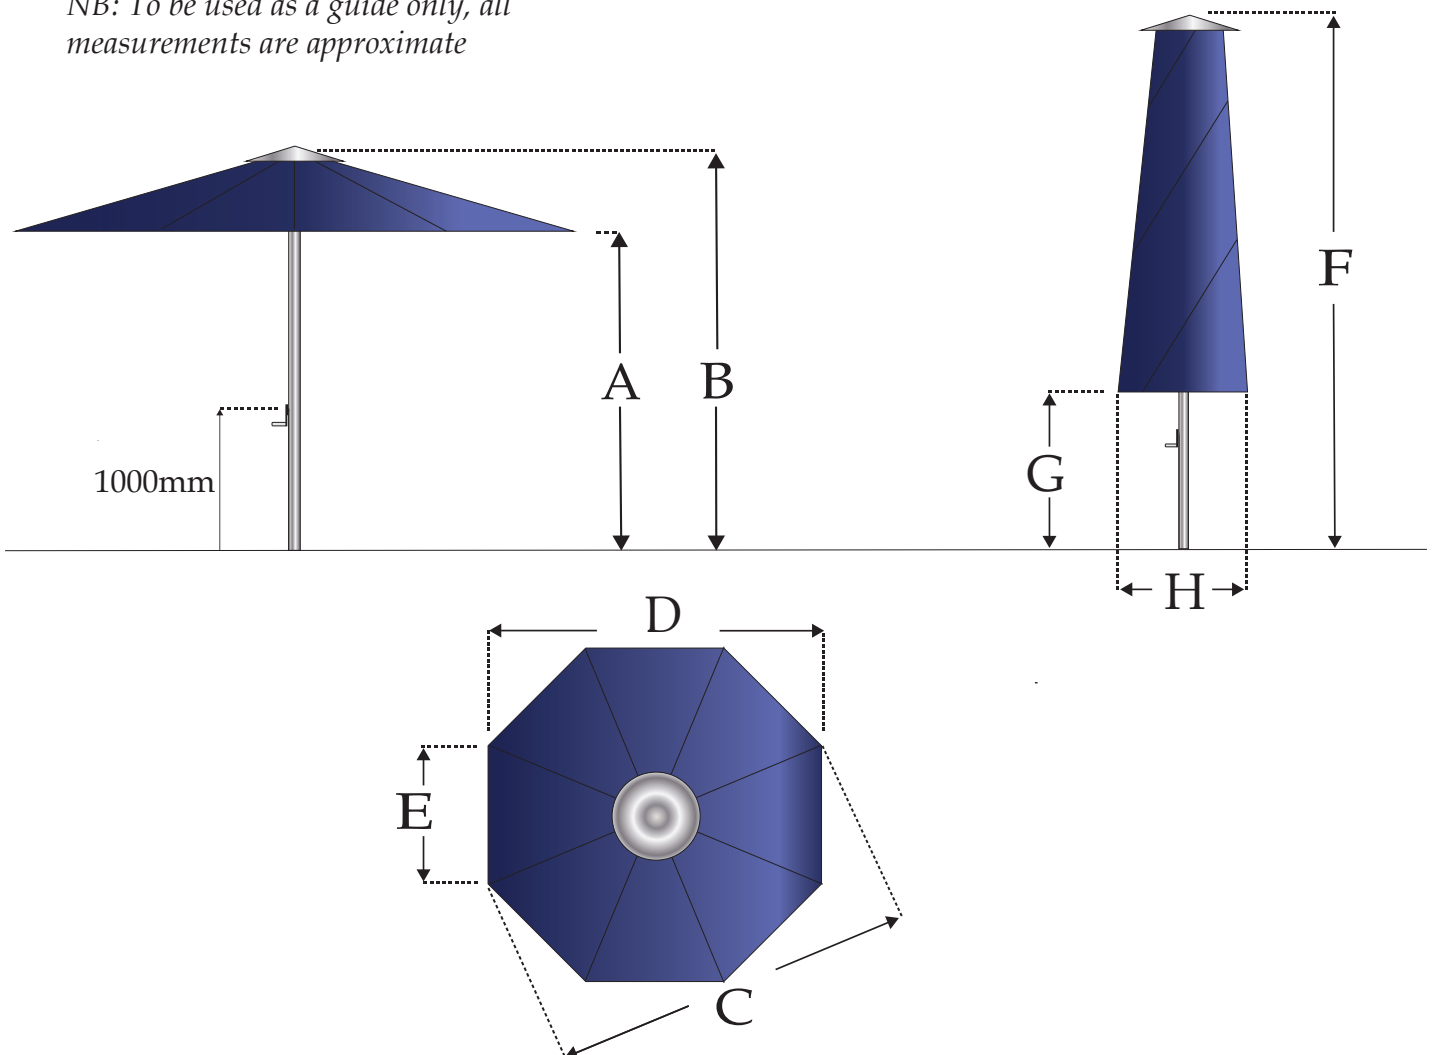 NB: To be used as a guide only, all
measurements are approximate
F
A
B
1000mm
G
H
D
E
C